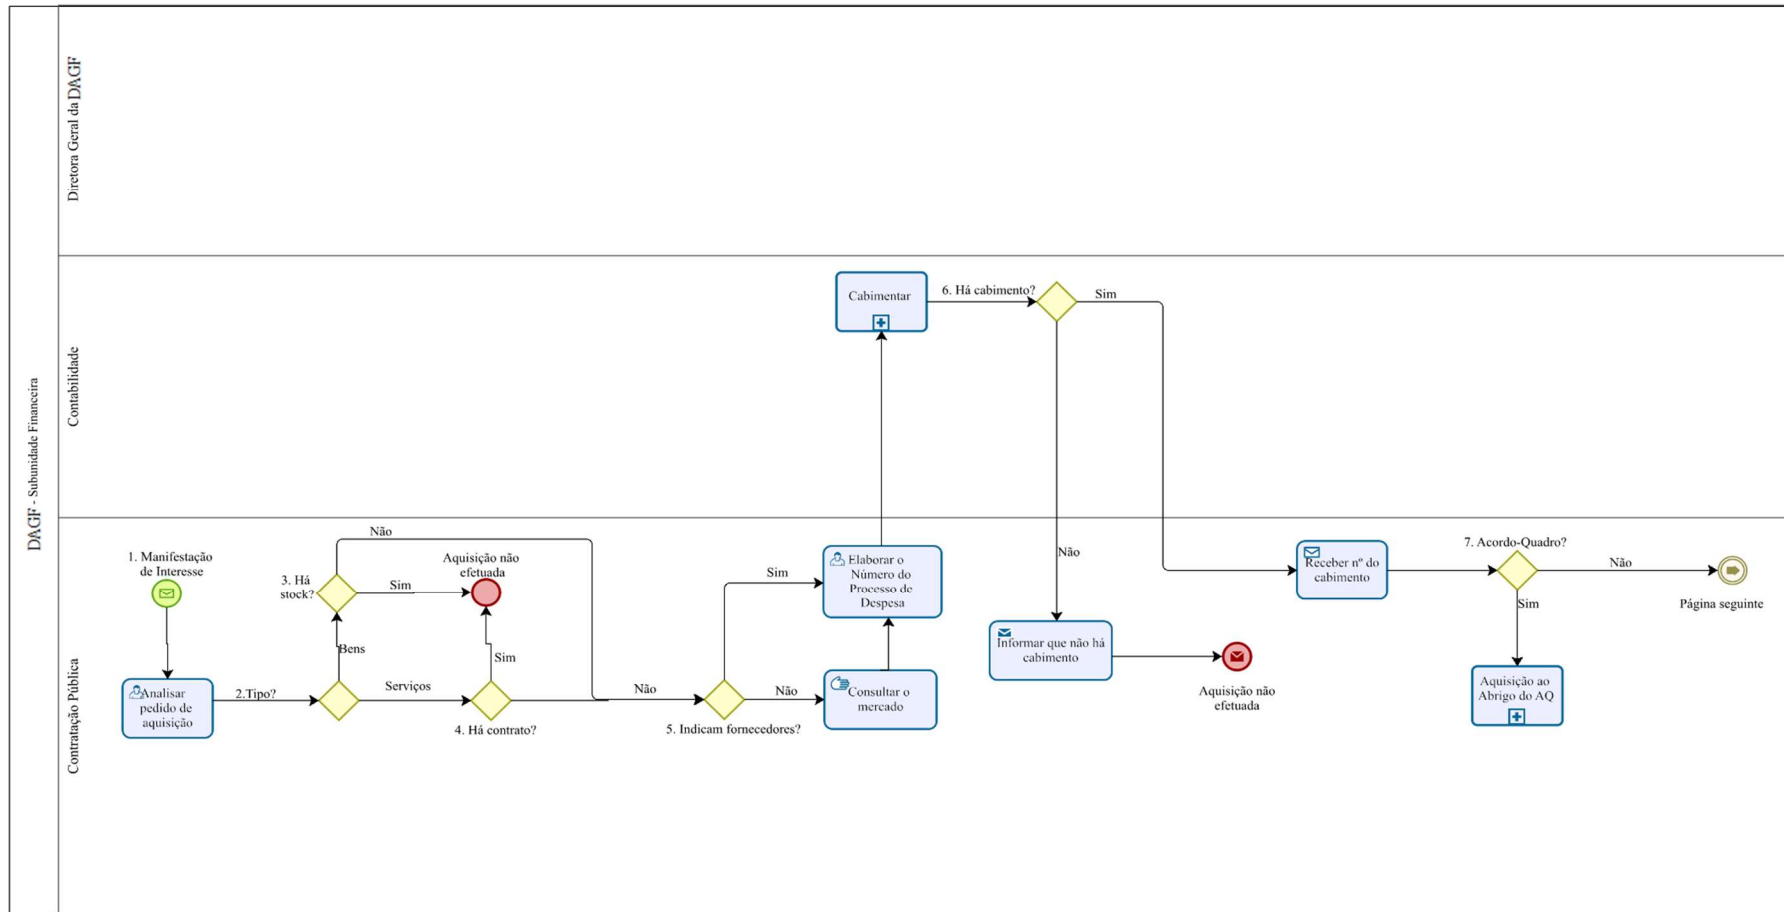 DAGF - Subunidade Financeira
Diretora Geral da DAGF
Contabilidade
Contratação Pública
1. Manifestação
de Interesse
Analisar
pedido de
aquisição
2.Tipo?
Bens
Serviços
3. Há
stock?
Não
Sim
Aquisição não
efetuada
Sim
4. Há contrato?
Não
5. Indicam fornecedores?
Sim
Não
Elaborar o
Número do
Processo de
Despesa
Consultar o
mercado
Cabimentar
6. Há cabimento?
Sim
Não
Informar que não há
cabimento
Aquisição não
efetuada
Receber nº do
cabimento
7. Acordo-Quadro?
Não
Sim
Página seguinte
Aquisição ao
Abrigo do AQ